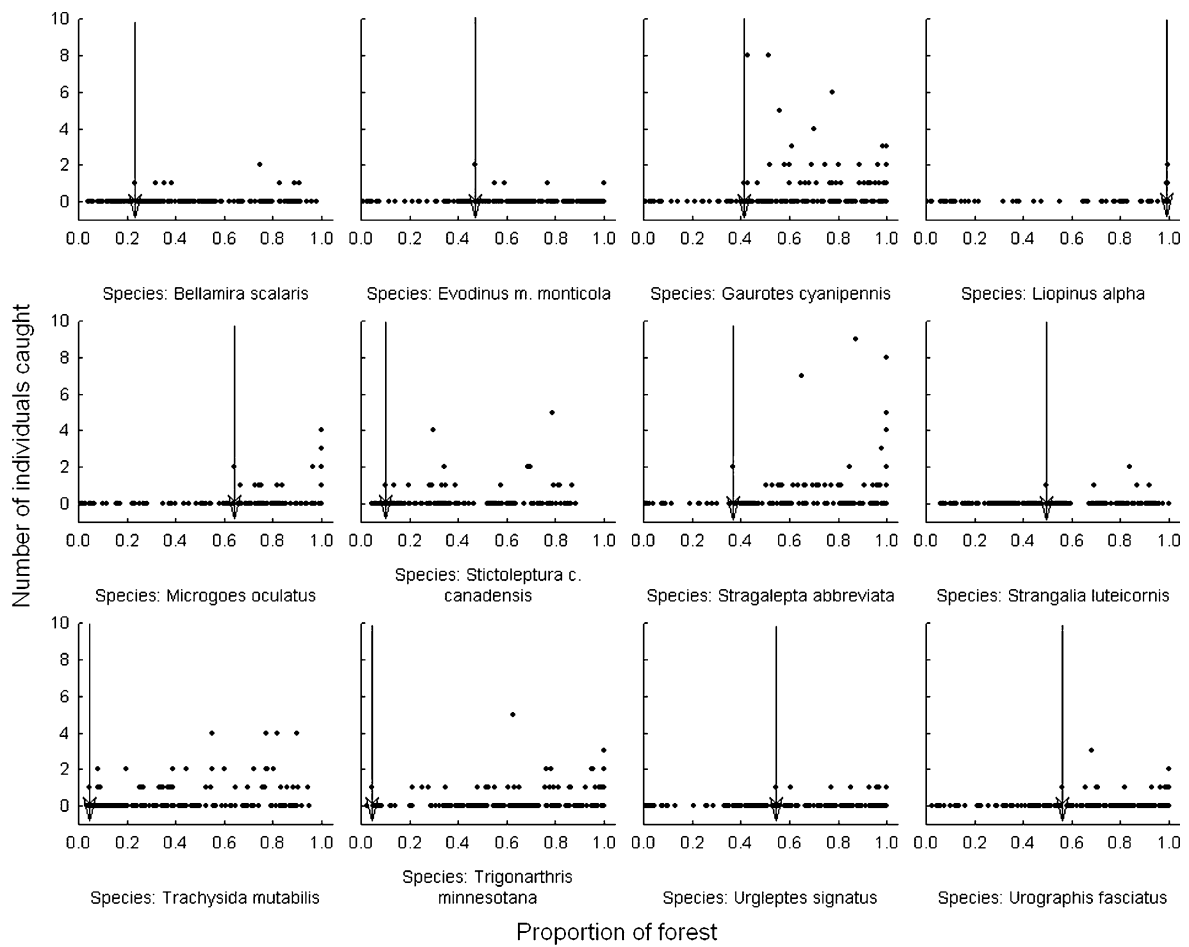 10
8
6
4
2
0
0.0 0.2 0.4 0.6 0.8 1.0 0.0 0.2 0.4 0.6 0.8 1.0 0.0 0.2 0.4 0.6 0.8 1.0 0.0 0.2 0.4 0.6 0.8 1.0
Species: Bellamira scalaris Species: Evodinus m. monticola Species: Gaurotes cyanipennis Species: Liopinus alpha
10
8
6
4
2
0
0.0 0.2 0.4 0.6 0.8 1.0 0.0 0.2 0.4 0.6 0.8 1.0 0.0 0.2 0.4 0.6 0.8 1.0 0.0 0.2 0.4 0.6 0.8 1.0
Species: Microgoes oculatus Species: Stictoleptura c.
canadensis Species: Stragalepta abbreviata Species: Strangalia luteicornis
10
8
6
4
2
0
0.0 0.2 0.4 0.6 0.8 1.0 0.0 0.2 0.4 0.6 0.8 1.0 0.0 0.2 0.4 0.6 0.8 1.0 0.0 0.2 0.4 0.6 0.8 1.0
Species: Trachysida mutabilis Species: Trigonarthris
minnesotana Species: Urgleptes signatus Species: Urographis fasciatus
Number of individuals caught
Proportion of forest